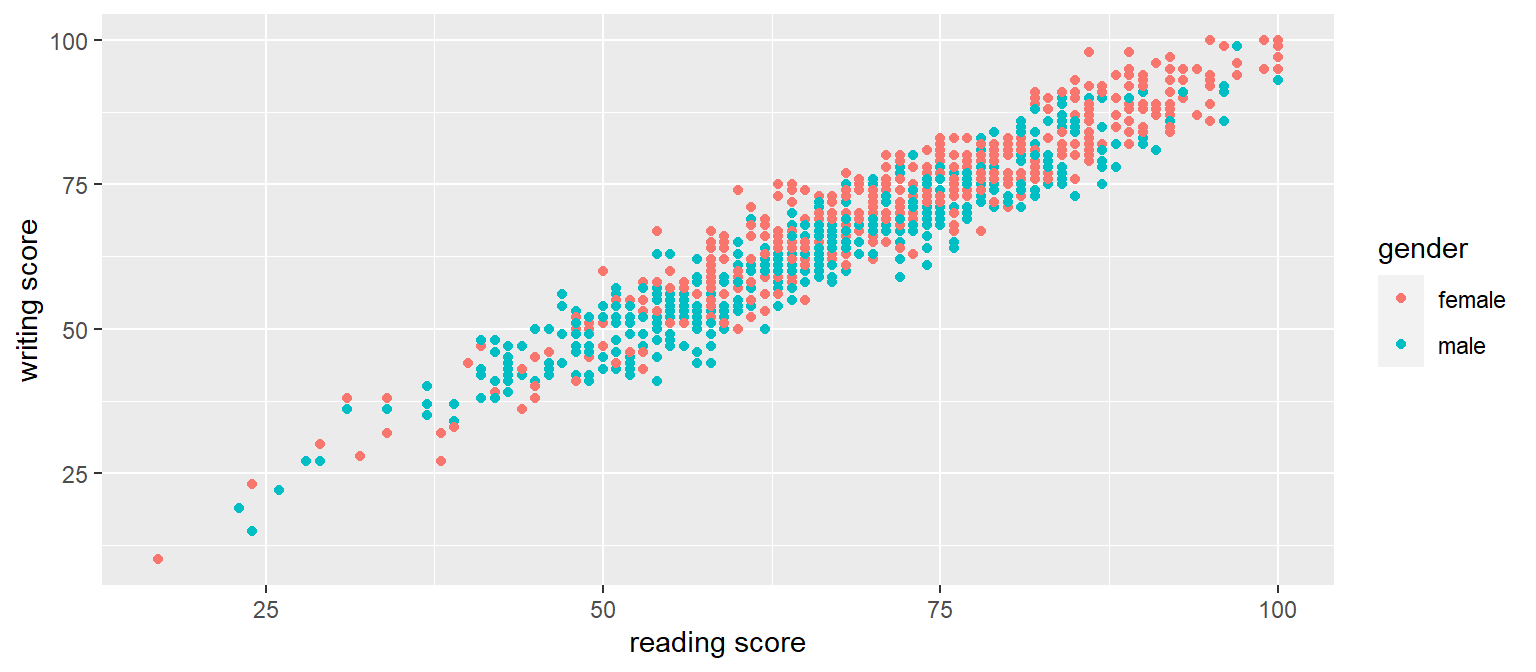 100
75
50
25
writing score
25 50 75 100
reading score
gender
female
male